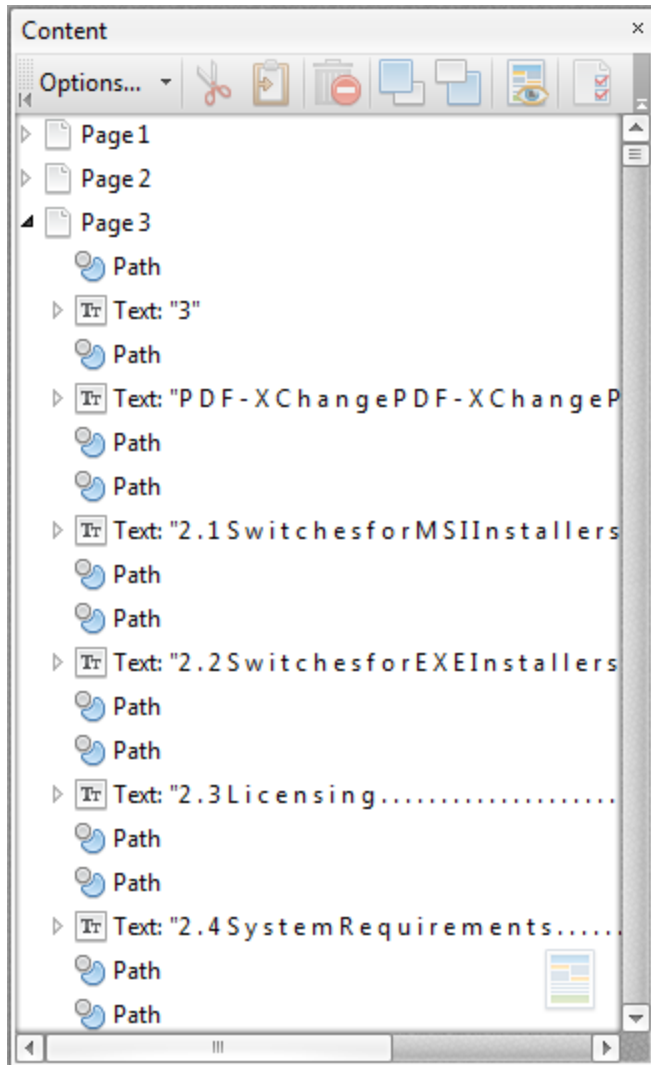 Content
Options...
Page 1
Page 2
Page 3
Path
Text: "3"
Path
Text: "P D F - X C h a n g e P D F - X C h a n g e P
Path
Path
Text: "2 . 1 S w i t c h e s f o r M S I I n s t a l l e r s
Path
Path
Text: "2 . 2 S w i t c h e s f o r E X E I n s t a l l e r s
Path
Path
Text: "2 . 3 L i c e n s i n g . . . . . . . . . . . . . . . . . . . .
Path
Path
Text: "2 . 4 S y s t e m R e q u i r e m e n t s . . . . . .
Path
Path